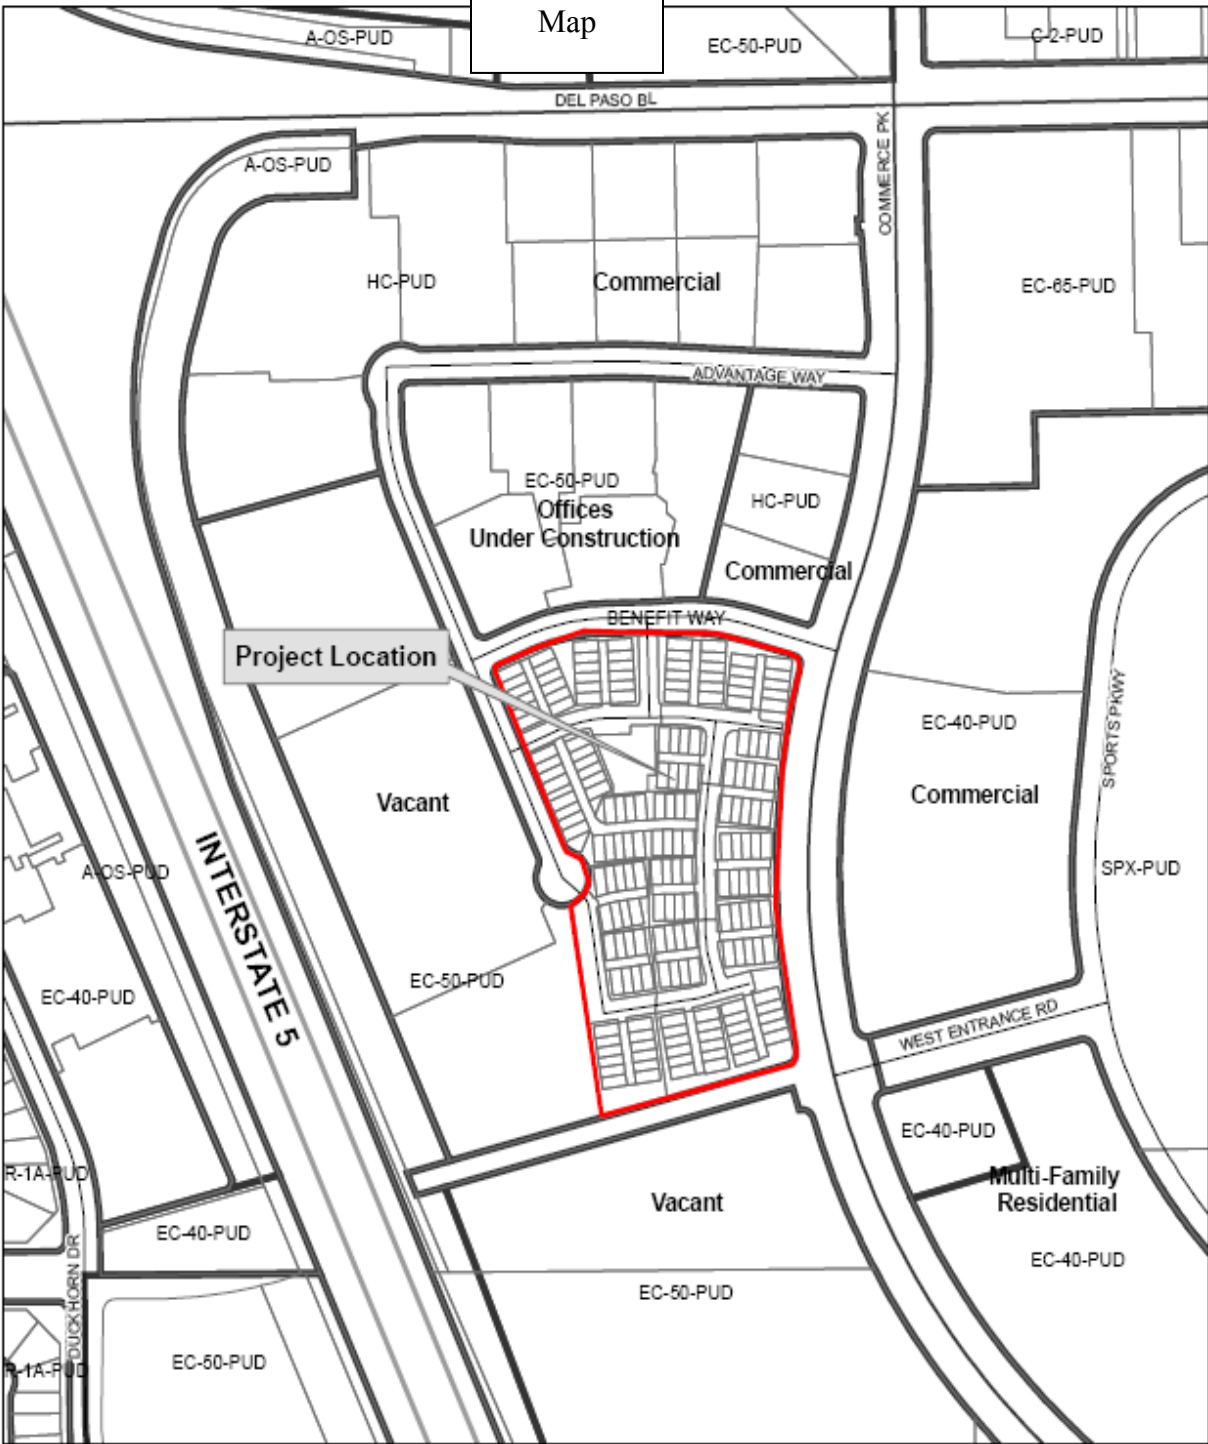 Map
A-OS-PUD
EC-50-PUD
C-2-PUD
DEL PASO BL
COMMERCE PK
A-OS-PUD
HC-PUD
Commercial
EC-65-PUD
ADVANTAGE WAY
EC-50-PUD
Offices
Under Construction
HC-PUD
Commercial
BENEFIT WAY
Project Location
EC-40-PUD
Commercial
SPORTS PKWY
Vacant
INTERSTATE 5
A-OS-PUD
SPX-PUD
EC-50-PUD
EC-40-PUD
WEST ENTRANCE RD
EC-40-PUD
R-1A-PUD
Multi-Family
Residential
Vacant
EC-40-PUD
EC-40-PUD
DUCKHORN DR
EC-50-PUD
EC-50-PUD
R-1A-PUD